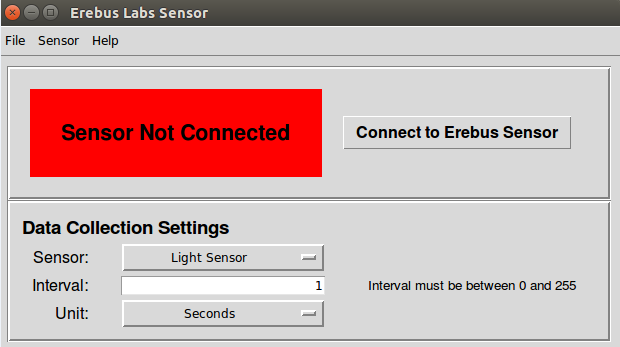 Erebus Labs Sensor
File Sensor Help
Sensor Not Connected
Connect to Erebus Sensor
Data Collection Settings
Sensor: Light Sensor
Interval: 1 Interval must be between 0 and 255
Unit: Seconds